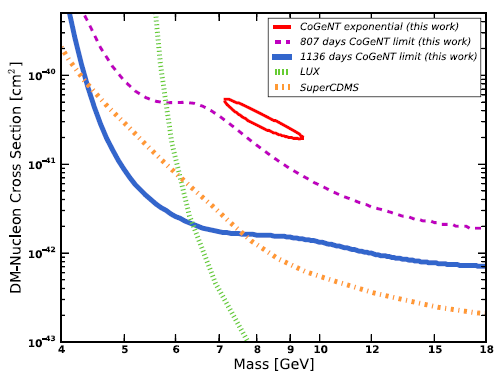 CoGeNT exponential (this work)
807 days CoGeNT limit (this work)
1136 days CoGeNT limit (this work)
LUX
SuperCDMS
DM-Nucleon Cross Section [cm²]
10⁻⁴⁰
10⁻⁴¹
10⁻⁴²
10⁻⁴³
4 5 6 7 8 9 10 12 15 18
Mass [GeV]